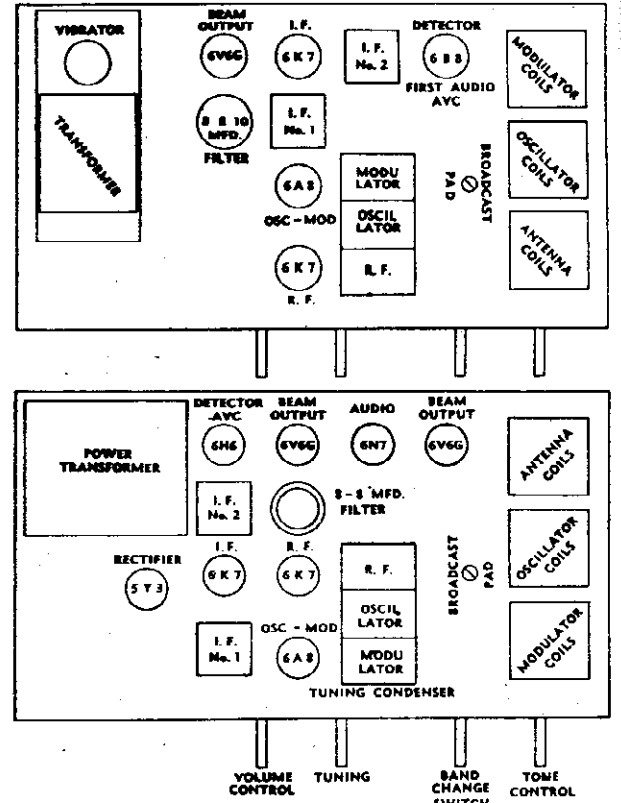 VIBRATOR
TRANSFORMER
BEAM
OUTPUT
6V6G
8 8 10
MFD.
FILTER
I. F.
6K7
I. F.
No. 1
I. F.
No. 2
DETECTOR
6B8
FIRST AUDIO
AVC
6A8
OSC-MOD
6K7
R. F.
MODU
LATOR
OSCIL
LATOR
R. F.
BROADCAST
PAD
MODULATOR
COILS
OSCILLATOR
COILS
ANTENNA
COILS
POWER
TRANSFORMER
DETECTOR
AVC
6H6
BEAM
OUTPUT
6V6G
AUDIO
6N7
BEAM
OUTPUT
6V6G
I. F.
No. 2
8-8 MFD.
FILTER
RECTIFIER
5Y3
I. F.
6K7
R. F.
6K7
I. F.
No. 1
OSC - MOD
6A8
R. F.
OSCIL
LATOR
MODU
LATOR
TUNING CONDENSER
BROADCAST
PAD
ANTENNA
COILS
OSCILLATOR
COILS
MODULATOR
COILS
VOLUME
CONTROL
TUNING
BAND
CHANGE
SWITCH
TONE
CONTROL